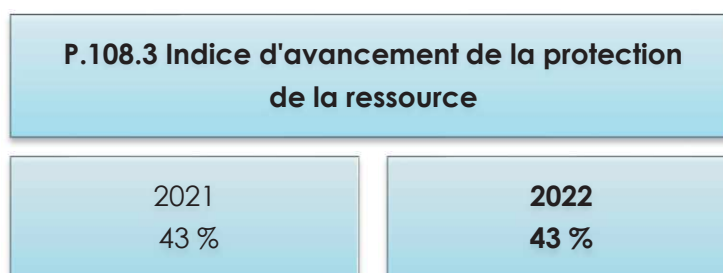 P.108.3 Indice d'avancement de la protection
de la ressource
2021
43 %
2022
43 %